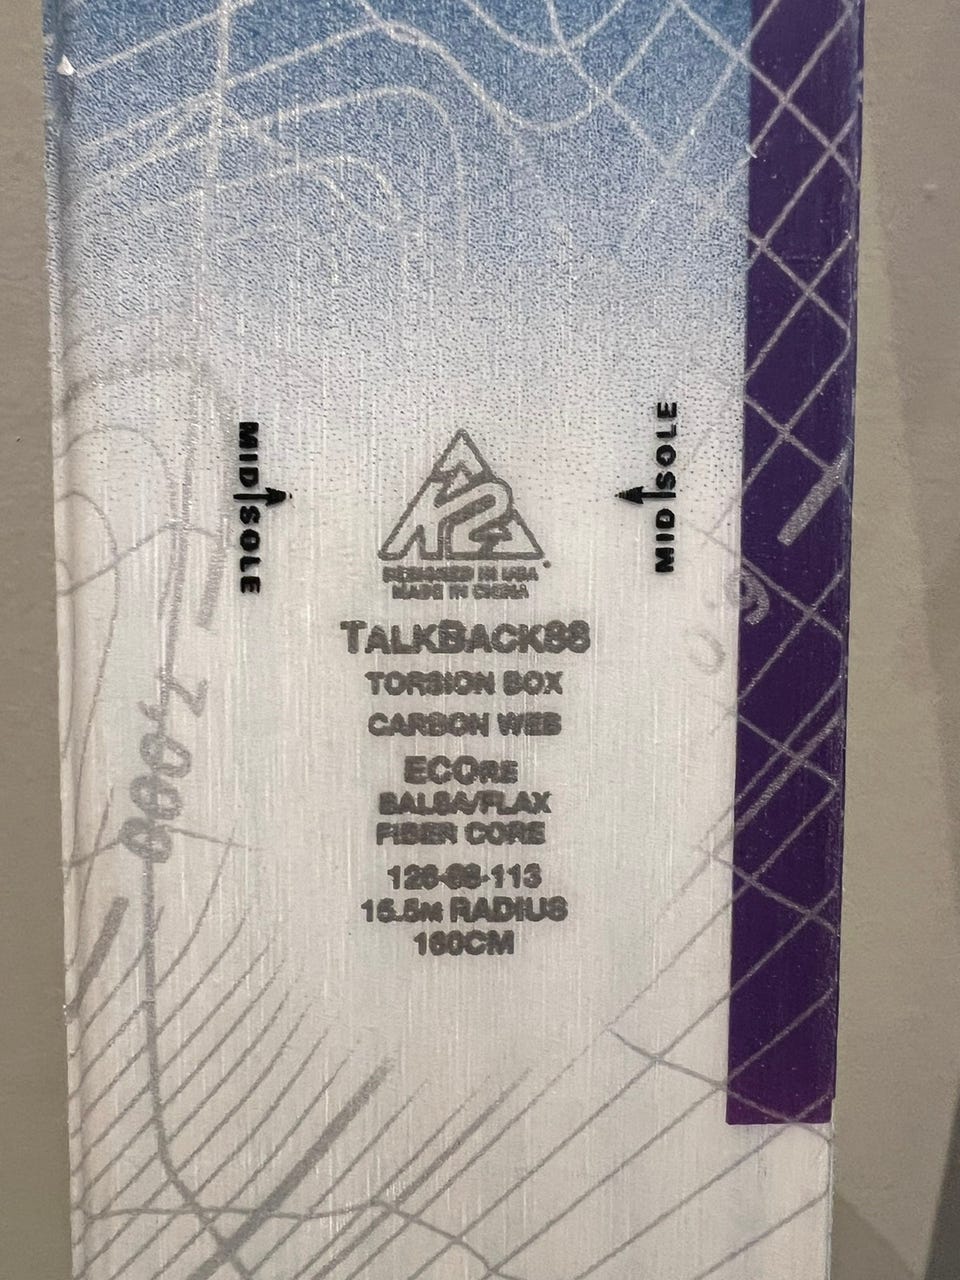 MID SOLE
MID SOLE
K2
DESIGNED IN USA
MADE IN CHINA
TALKBACK88
TORSION BOX
CARBON WEB
ECORE
BALSA/FLAX
FIBER CORE
126-88-113
15.5M RADIUS
160CM